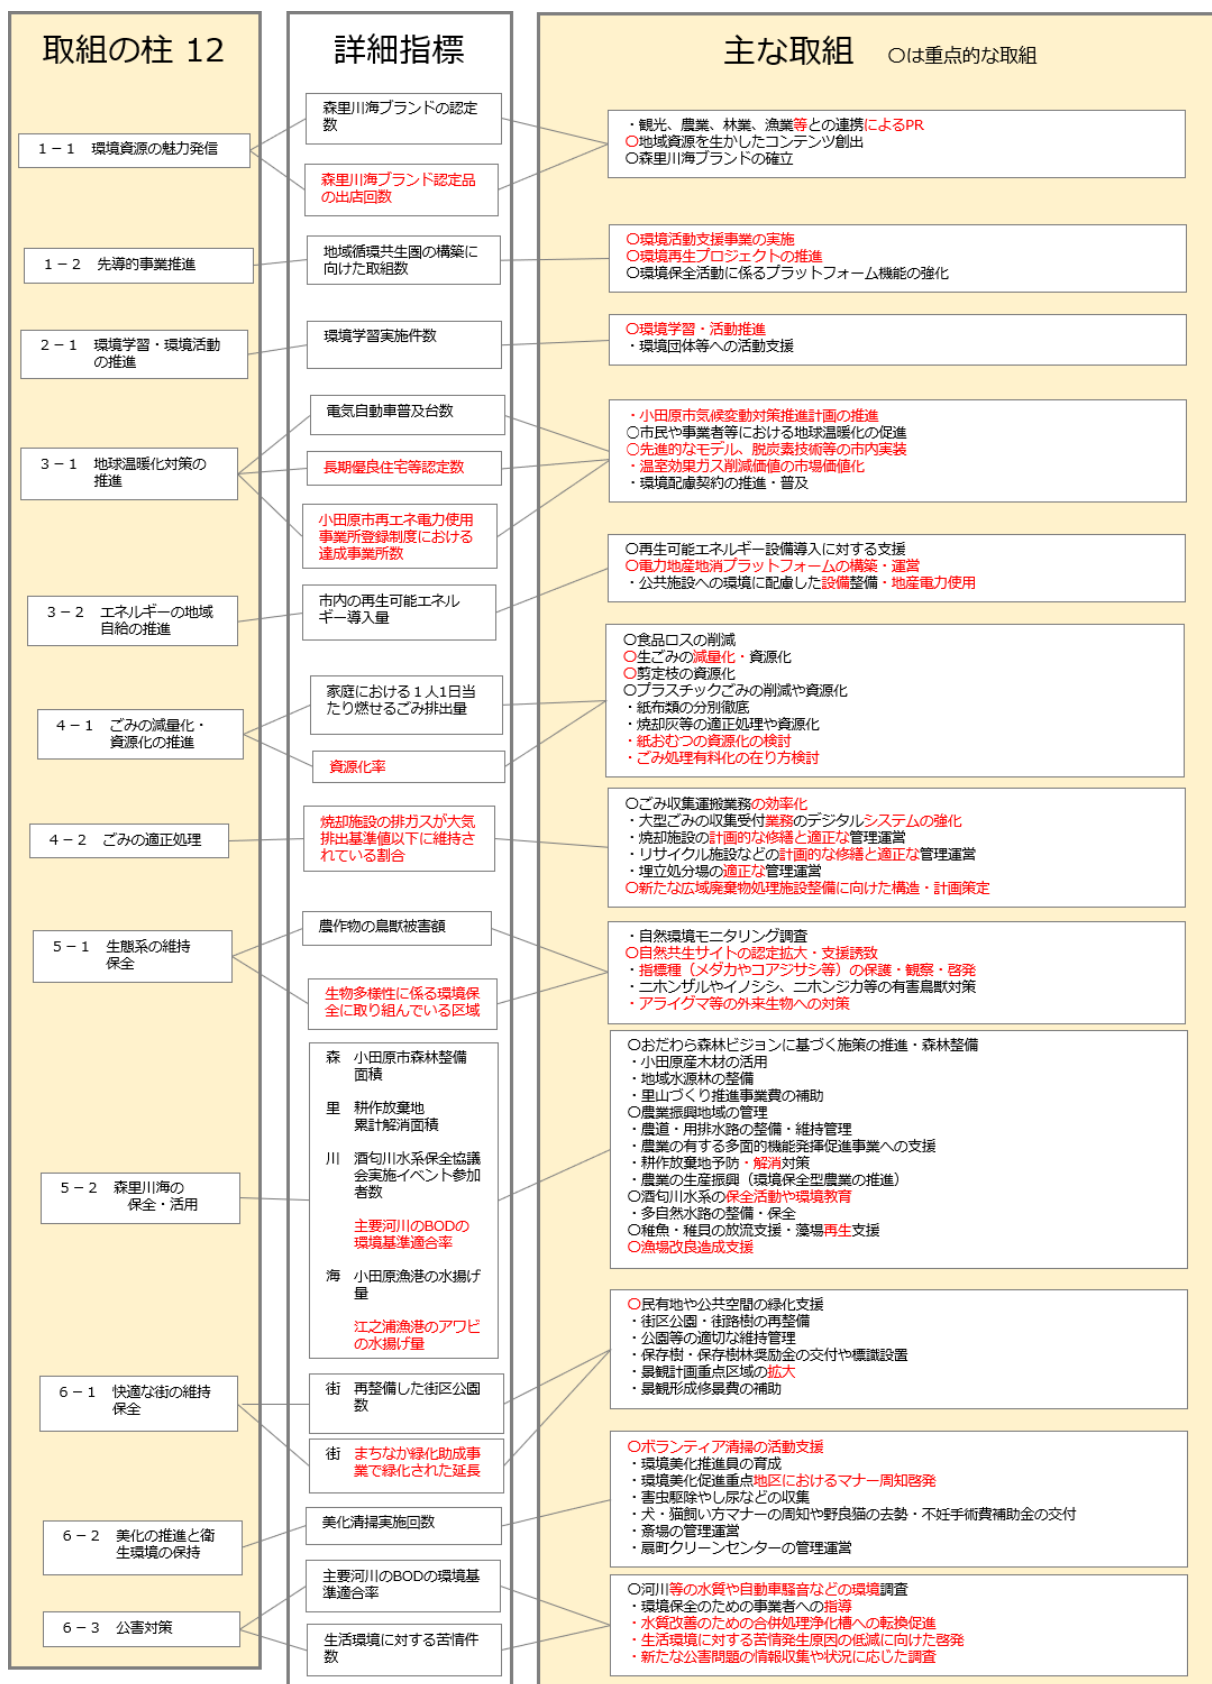 取組の柱 12
1－1　環境資源の魅力発信
1－2　先導的事業推進
2－1　環境学習・環境活動
の推進
3－1　地球温暖化対策の
推進
3－2　エネルギーの地域
自給の推進
4－1　ごみの減量化・
資源化の推進
4－2　ごみの適正処理
5－1　生態系の維持
保全
5－2　森里川海の
保全・活用
6－1　快適な街の維持
保全
6－2　美化の推進と衛
生環境の保持
6－3　公害対策
詳細指標
森里川海ブランドの認定
数
森里川海ブランド認定品
の出店回数
地域循環共生圏の構築に
向けた取組数
環境学習実施件数
電気自動車普及台数
長期優良住宅等認定数
小田原市再エネ電力使用
事業所登録制度における
達成事業所数
市内の再生可能エネル
ギー導入量
家庭における１人1日当
たり燃せるごみ排出量
資源化率
焼却施設の排ガスが大気
排出基準値以下に維持さ
れている割合
農作物の鳥獣被害額
生物多様性に係る環境保
全に取り組んでいる区域
森　小田原市森林整備
面積
里　耕作放棄地
累計解消面積
川　酒匂川水系保全協議
会実施イベント参加
者数
主要河川のBODの
環境基準適合率
海　小田原漁港の水揚げ
量
江之浦漁港のアワビ
の水揚げ量
街　再整備した街区公園
数
街　まちなか緑化助成事
業で緑化された延長
美化清掃実施回数
主要河川のBODの環境基
準適合率
生活環境に対する苦情件
数
主な取組　○は重点的な取組
・観光、農業、林業、漁業等との連携によるPR
○地域資源を生かしたコンテンツ創出
○森里川海ブランドの確立
○環境活動支援事業の実施
○環境再生プロジェクトの推進
○環境保全活動に係るプラットフォーム機能の強化
○環境学習・活動推進
・環境団体等への活動支援
・小田原市気候変動対策推進計画の推進
○市民や事業者等における地球温暖化の促進
○先進的なモデル、脱炭素技術等の市内実装
・温室効果ガス削減価値の市場価値化
・環境配慮契約の推進・普及
○再生可能エネルギー設備導入に対する支援
○電力地産地消プラットフォームの構築・運営
・公共施設への環境に配慮した設備整備・地産電力使用
○食品ロスの削減
○生ごみの減量化・資源化
○剪定枝の資源化
○プラスチックごみの削減や資源化
・紙布類の分別徹底
・焼却灰等の適正処理や資源化
・紙おむつの資源化の検討
・ごみ処理有料化の在り方検討
○ごみ収集運搬業務の効率化
・大型ごみの収集受付業務のデジタルシステムの強化
・焼却施設の計画的な修繕と適正な管理運営
・リサイクル施設などの計画的な修繕と適正な管理運営
・埋立処分場の適正な管理運営
○新たな広域廃棄物処理施設整備に向けた構造・計画策定
・自然環境モニタリング調査
○自然共生サイトの認定拡大・支援誘致
・指標種（メダカやコアジサシ等）の保護・観察・啓発
・ニホンザルやイノシシ、ニホンジカ等の有害鳥獣対策
・アライグマ等の外来生物への対策
○おだわら森林ビジョンに基づく施策の推進・森林整備
・小田原産木材の活用
・地域水源林の整備
・里山づくり推進事業費の補助
○農業振興地域の管理
・農道・用排水路の整備・維持管理
・農業の有する多面的機能発揮促進事業への支援
・耕作放棄地予防・解消対策
・農業の生産振興（環境保全型農業の推進）
○酒匂川水系の保全活動や環境教育
・多自然水路の整備・保全
○稚魚・稚貝の放流支援・藻場再生支援
○漁場改良造成支援
○民有地や公共空間の緑化支援
・街区公園・街路樹の再整備
・公園等の適切な維持管理
・保存樹・保存樹林奨励金の交付や標識設置
・景観計画重点区域の拡大
・景観形成修景費の補助
○ボランティア清掃の活動支援
・環境美化推進員の育成
・環境美化促進重点地区におけるマナー周知啓発
・害虫駆除やし尿などの収集
・犬・猫飼い方マナーの周知や野良猫の去勢・不妊手術費補助金の交付
・斎場の管理運営
・扇町クリーンセンターの管理運営
○河川等の水質や自動車騒音などの環境調査
・環境保全のための事業者への指導
・水質改善のための合併処理浄化槽への転換促進
・生活環境に対する苦情発生原因の低減に向けた啓発
・新たな公害問題の情報収集や状況に応じた調査